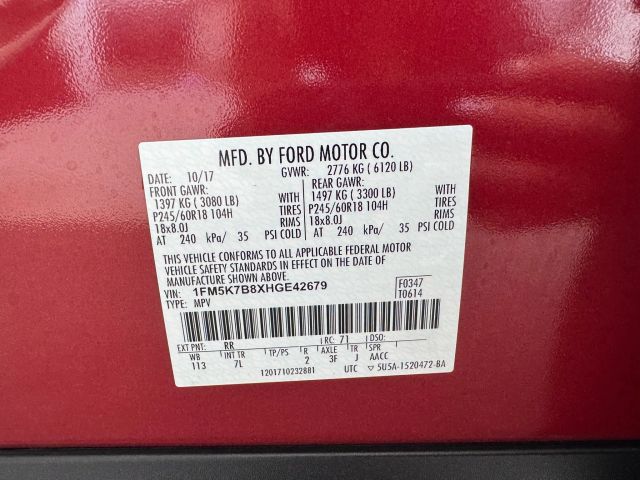 MFD. BY FORD MOTOR CO.
DATE: 10/17 GVWR: 2776 KG ( 6120 LB)
FRONT GAWR: REAR GAWR:
1397 KG ( 3080 LB) WITH 1497 KG ( 3300 LB) WITH
P245/60R18 104H TIRES P245/60R18 104H TIRES
18x8.0J RIMS 18x8.0J RIMS
AT 240 kPa/ 35 PSI COLD AT 240 kPa/ 35 PSI COLD
THIS VEHICLE CONFORMS TO ALL APPLICABLE FEDERAL MOTOR
VEHICLE SAFETY STANDARDS IN EFFECT ON THE DATE OF
MANUFACTURE SHOWN ABOVE.
VIN: 1FM5K7B8XHGE42679 F0347
TYPE: MPV T0614
EXT PNT: RR RC: 71 DSO:
WB INT TR TP/PS R AXLE TR SPR
113 7L 2 3F J AACC
1201710232881 UTC ▽ 5U5A-1520472-BA